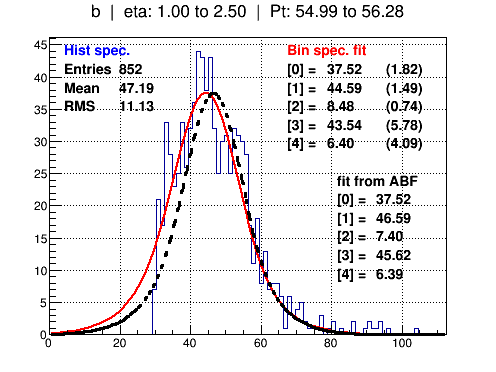 b | eta: 1.00 to 2.50 | Pt: 54.99 to 56.28
Hist spec.
Entries 852
Mean 47.19
RMS 11.13
Bin spec. fit
[0] = 37.52 (1.82)
[1] = 44.59 (1.49)
[2] = 8.48 (0.74)
[3] = 43.54 (5.78)
[4] = 6.40 (4.09)
fit from ABF
[0] = 37.52
[1] = 46.59
[2] = 7.40
[3] = 45.62
[4] = 6.39
45
40
35
30
25
20
15
10
5
0
0 20 40 60 80 100